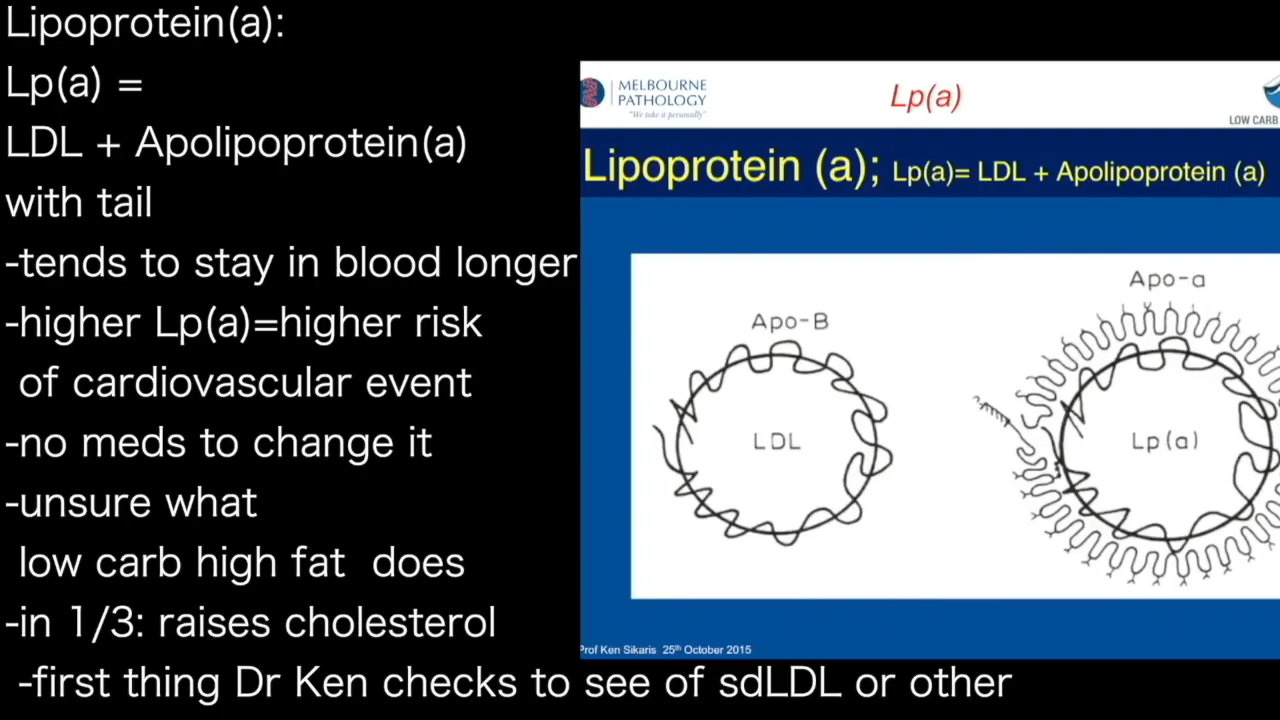 Lipoprotein(a):
Lp(a) =
LDL + Apolipoprotein(a)
with tail
-tends to stay in blood longer
-higher Lp(a)=higher risk
of cardiovascular event
-no meds to change it
-unsure what
low carb high fat does
-in 1/3: raises cholesterol
-first thing Dr Ken checks to see of sdLDL or other
MELBOURNE
PATHOLOGY
"We take it personally"
Lp(a)
LOW CARB
Lipoprotein (a); Lp(a)= LDL + Apolipoprotein (a)
Apo-B
LDL
Apo-a
Lp(a)
Prof Ken Sikaris 25th October 2015